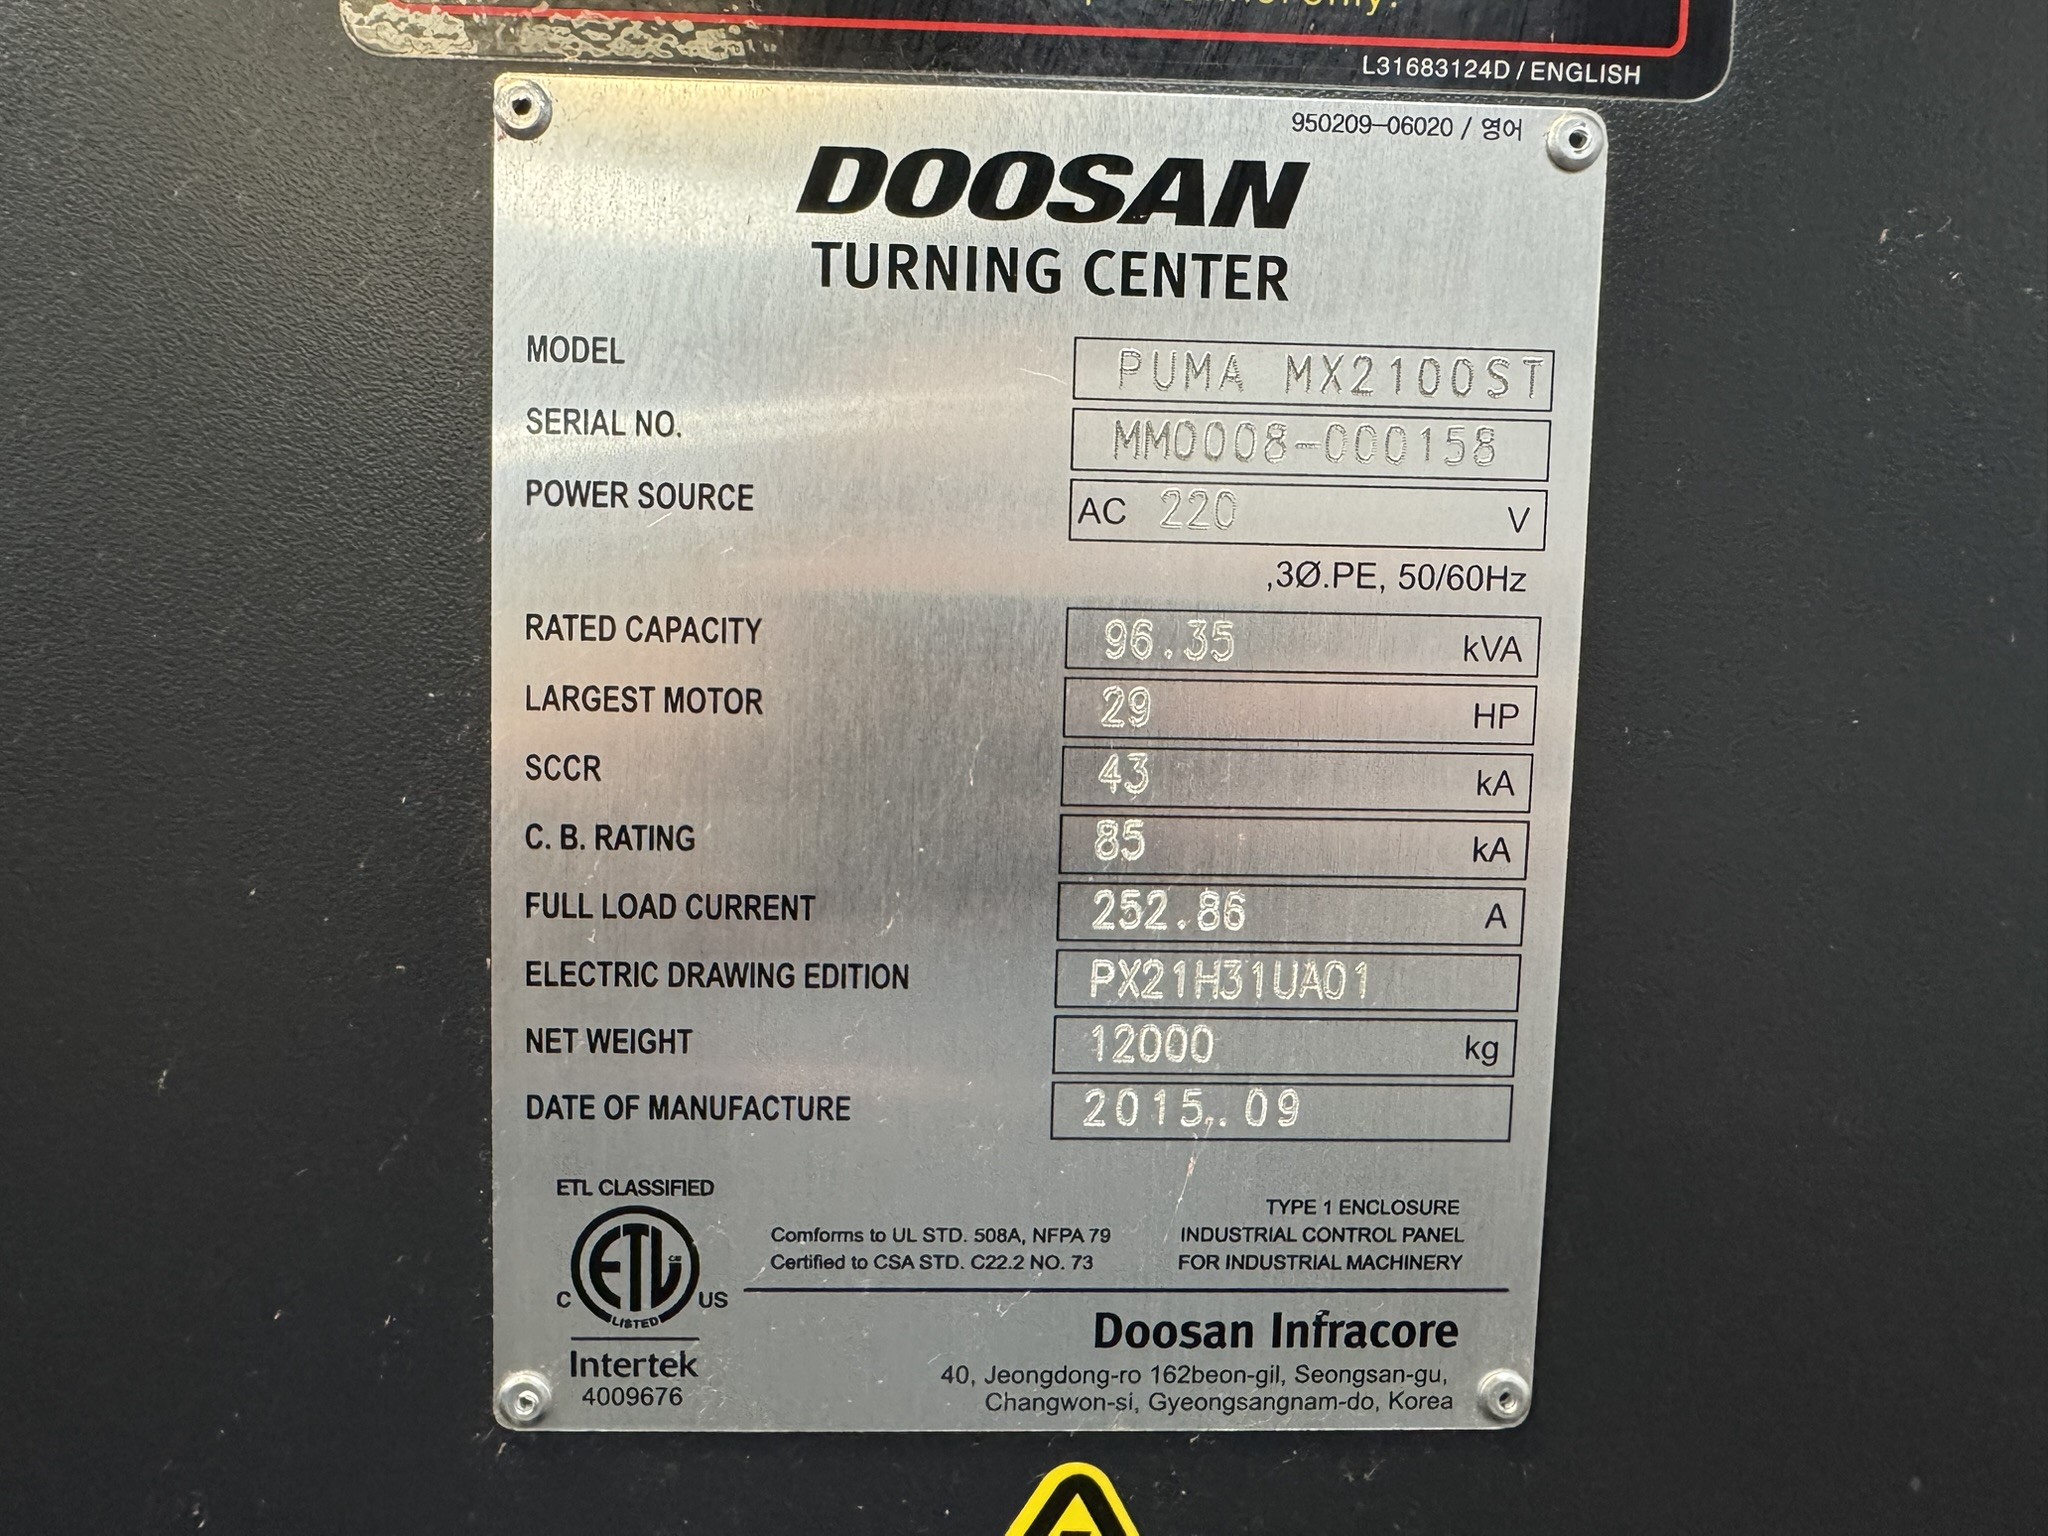 only.
L31683124D / ENGLISH
950209-06020 / 영어
DOOSAN
TURNING CENTER
MODEL PUMA MX2100ST
SERIAL NO. MM0008-000158
POWER SOURCE AC 220 V
,3Ø.PE, 50/60Hz
RATED CAPACITY 96.35 kVA
LARGEST MOTOR 29 HP
SCCR 43 kA
C. B. RATING 85 kA
FULL LOAD CURRENT 252.86 A
ELECTRIC DRAWING EDITION PX21H31UA01
NET WEIGHT 12000 kg
DATE OF MANUFACTURE 2015..09
ETL CLASSIFIED
ETL
C US
LISTED
Intertek
4009676
Comforms to UL STD. 508A, NFPA 79
Certified to CSA STD. C22.2 NO. 73
TYPE 1 ENCLOSURE
INDUSTRIAL CONTROL PANEL
FOR INDUSTRIAL MACHINERY
Doosan Infracore
40, Jeongdong-ro 162beon-gil, Seongsan-gu,
Changwon-si, Gyeongsangnam-do, Korea